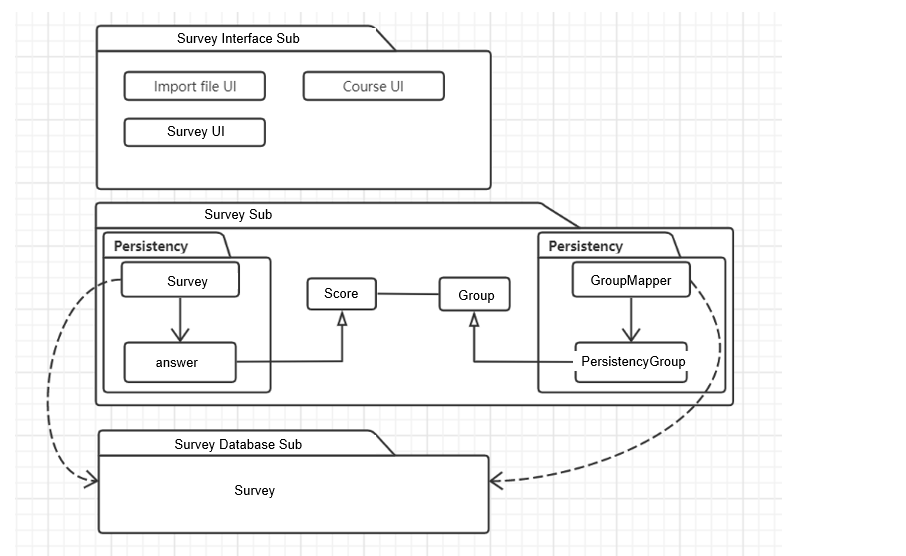 Survey Interface Sub
Import file UI
Course UI
Survey UI
Survey Sub
Persistency
Persistency
Survey
Score
Group
GroupMapper
answer
PersistencyGroup
Survey Database Sub
Survey